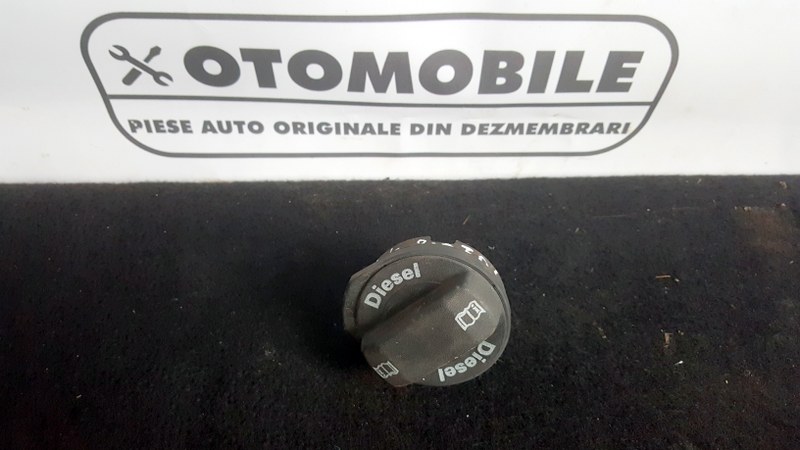 OTOMOBILE
PIESE AUTO ORIGINALE DIN DEZMEMBRARI
Diesel
Diesel